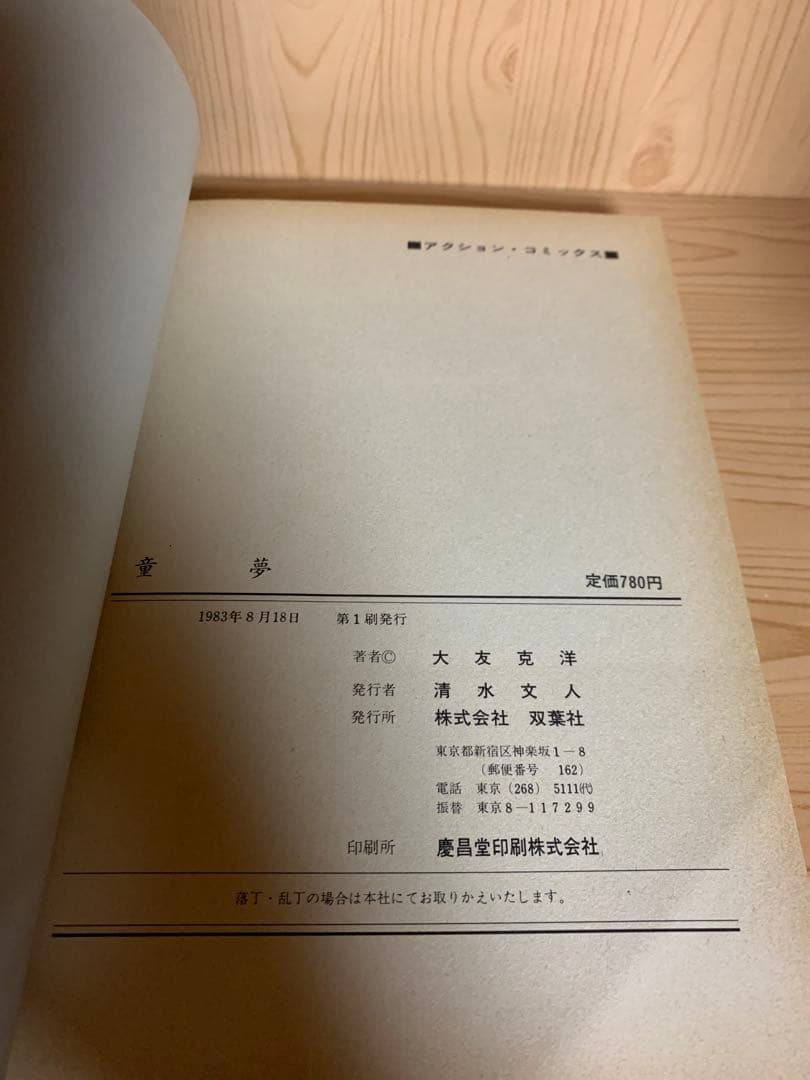 ■アクション・コミックス■
童夢
定価780円
1983年8月18日 第1刷発行
著者© 大友克洋
発行者 清水文人
発行所 株式会社 双葉社
東京都新宿区神楽坂1−8
(郵便番号 162)
電話 東京(268)5111(代)
振替 東京8−117299
印刷所 慶昌堂印刷株式会社
落丁・乱丁の場合は本社にてお取りかえいたします。